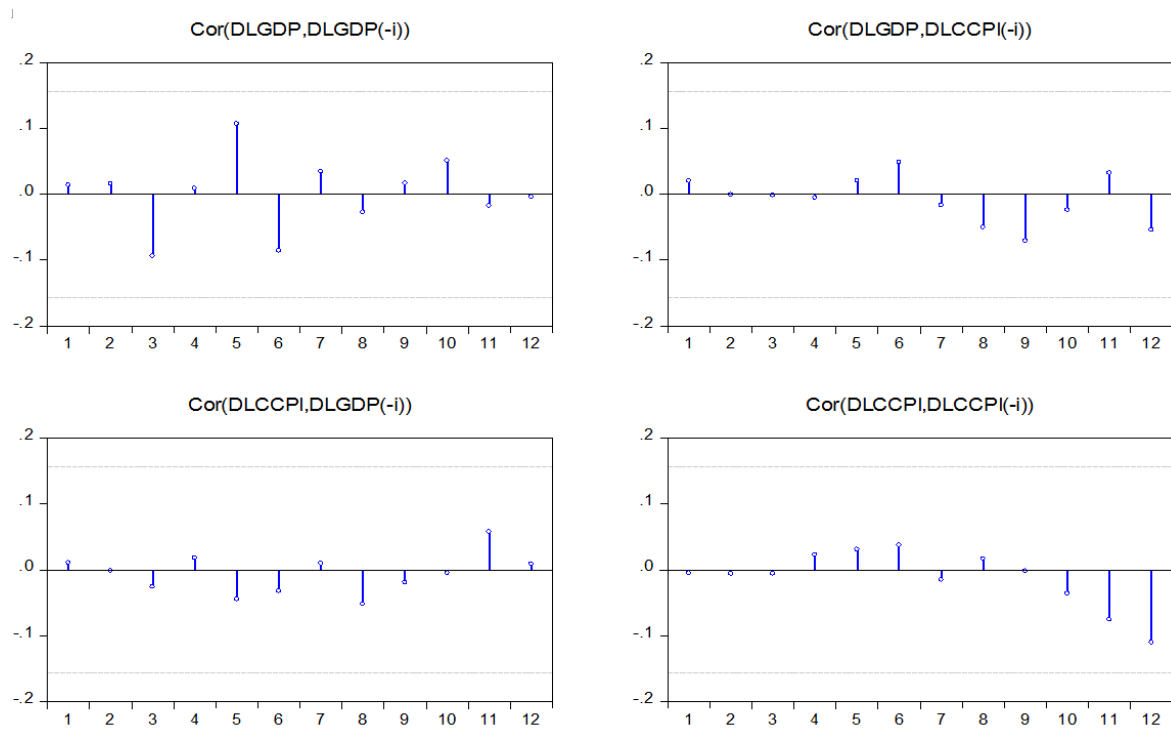 Cor(DLGDP,DLGDP(-i))
.2
.1
.0
-.1
-.2
1 2 3 4 5 6 7 8 9 10 11 12
Cor(DLGDP,DLCCPI(-i))
.2
.1
.0
-.1
-.2
1 2 3 4 5 6 7 8 9 10 11 12
Cor(DLCCPI,DLGDP(-i))
.2
.1
.0
-.1
-.2
1 2 3 4 5 6 7 8 9 10 11 12
Cor(DLCCPI,DLCCPI(-i))
.2
.1
.0
-.1
-.2
1 2 3 4 5 6 7 8 9 10 11 12